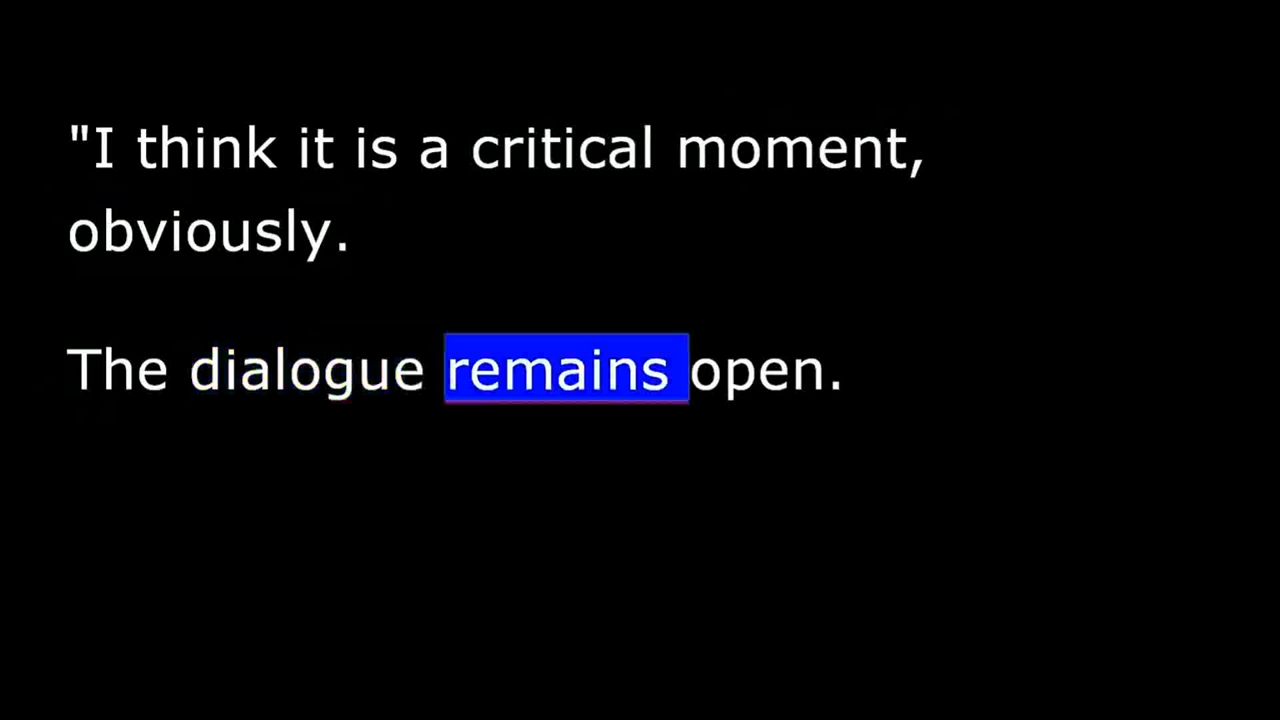 "I think it is a critical moment,
obviously.
The dialogue remains open.